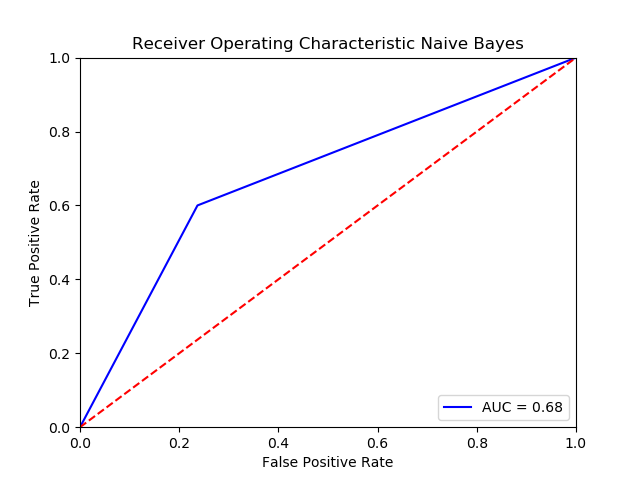 Receiver Operating Characteristic Naive Bayes
1.0
0.8
0.6
0.4
0.2
0.0
True Positive Rate
AUC = 0.68
0.0 0.2 0.4 0.6 0.8 1.0
False Positive Rate